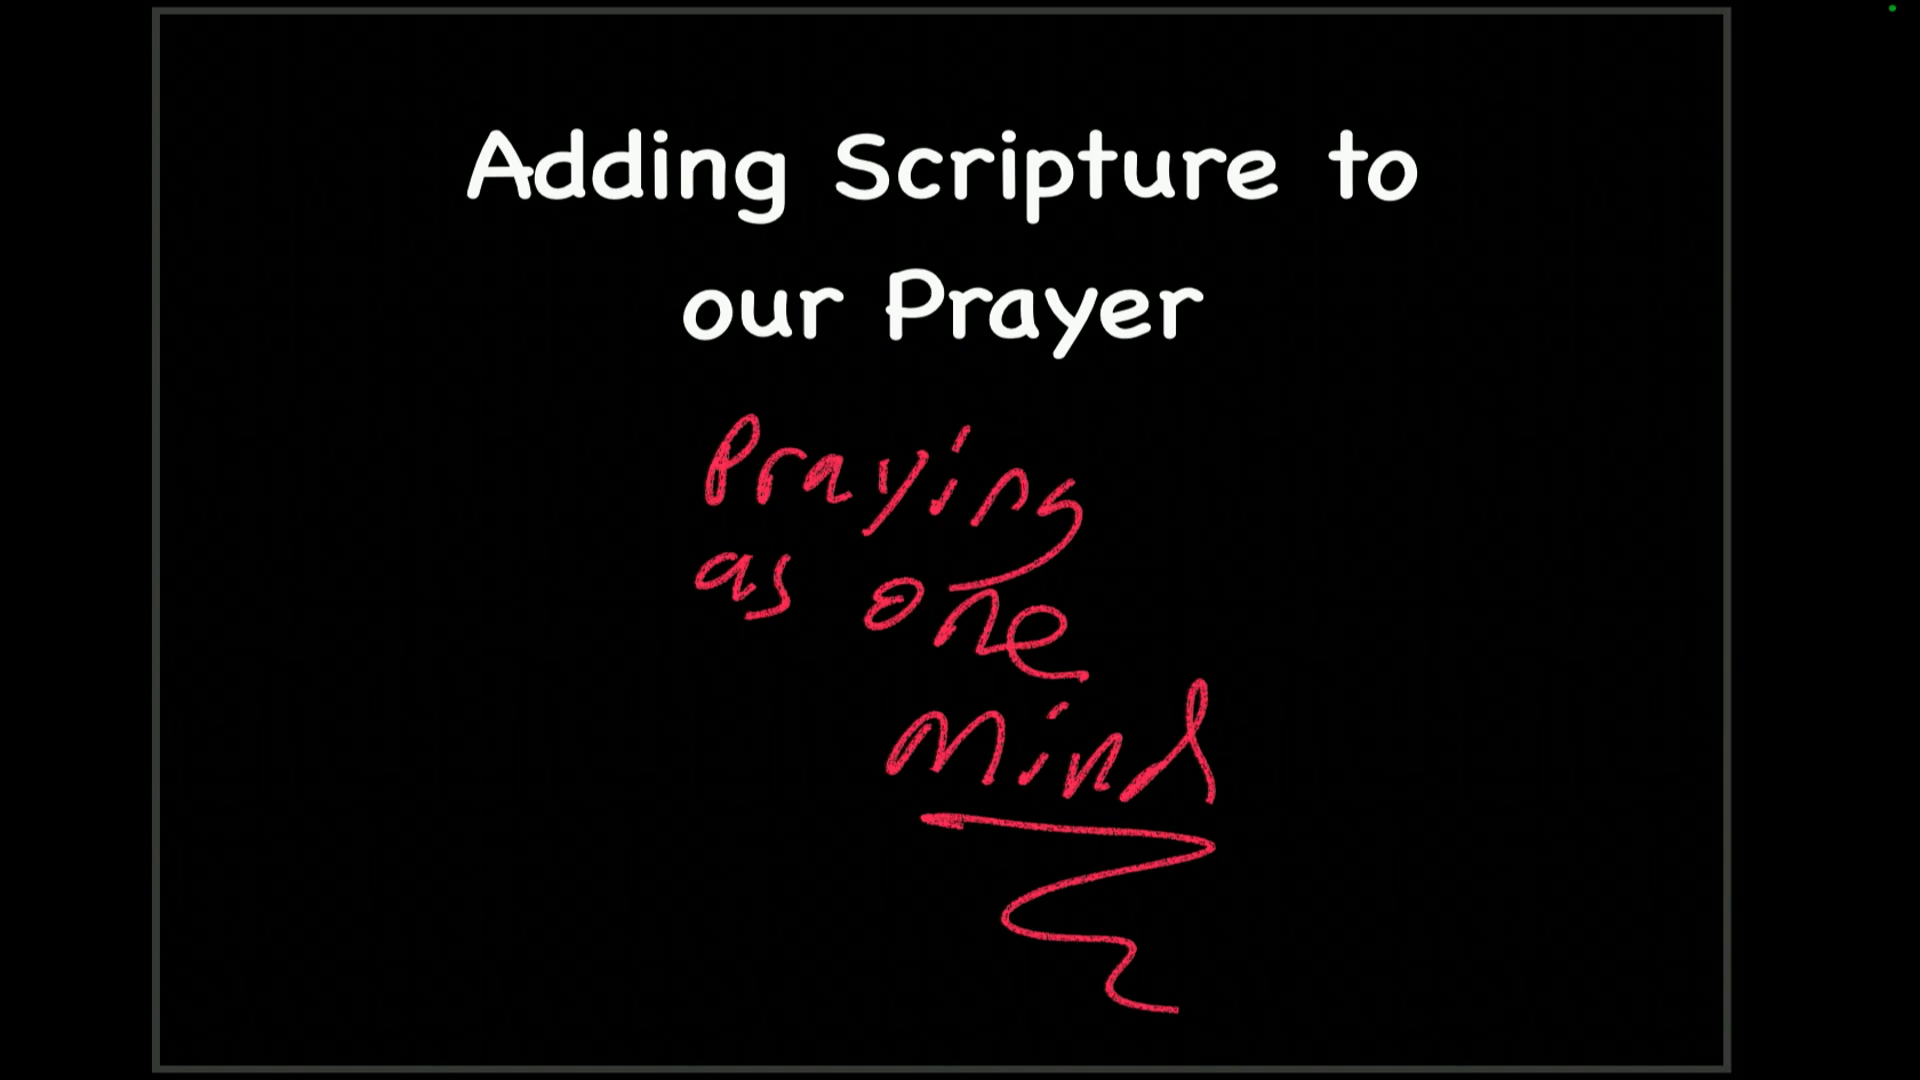 Adding Scripture to
our Prayer
Praying
as one
mind